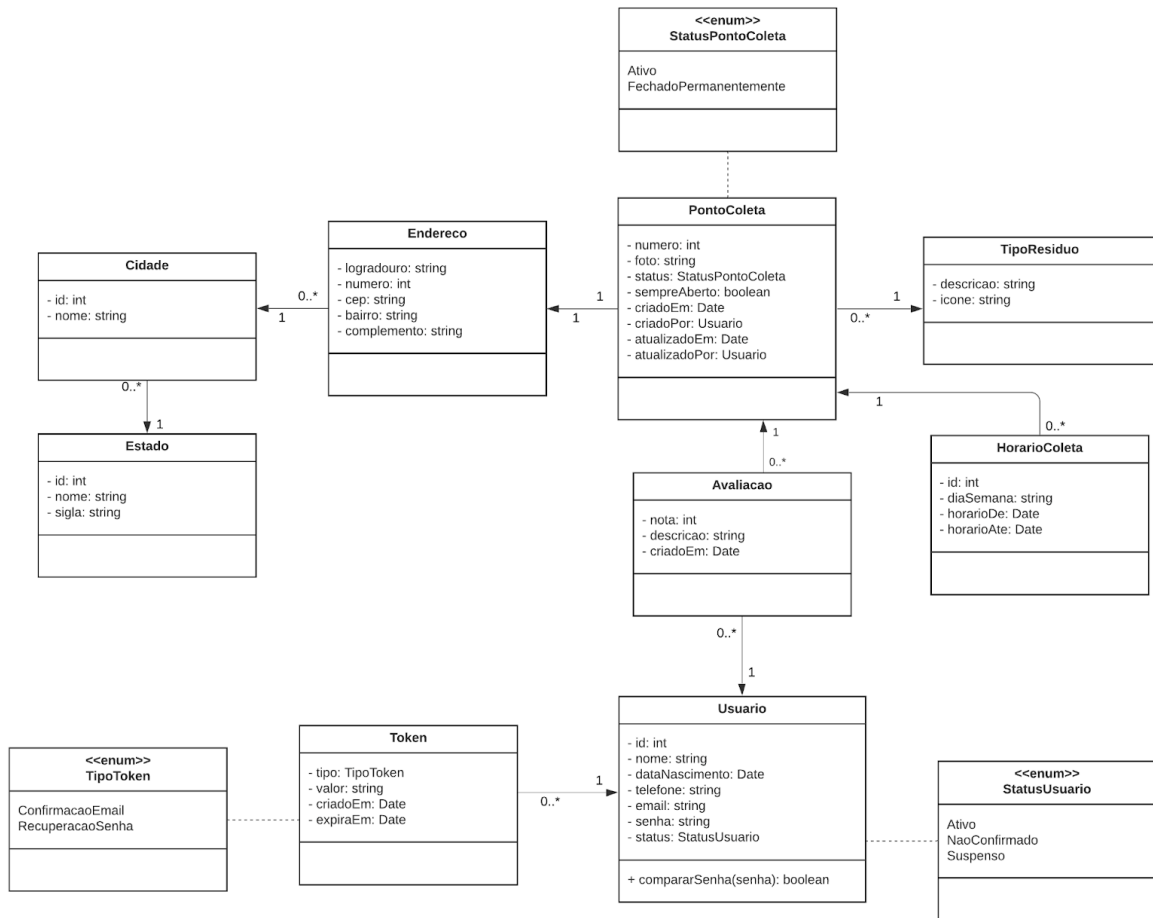 <<enum>>
StatusPontoColeta
Ativo
FechadoPermanentemente
PontoColeta
- numero: int
- foto: string
- status: StatusPontoColeta
- sempreAberto: boolean
- criadoEm: Date
- criadoPor: Usuario
- atualizadoEm: Date
- atualizadoPor: Usuario
Endereco
- logradouro: string
- numero: int
- cep: string
- bairro: string
- complemento: string
Cidade
- id: int
- nome: string
TipoResiduo
- descricao: string
- icone: string
0..*
1
1
1
1
0..*
0..*
1
1
0..*
1
0..*
Estado
- id: int
- nome: string
- sigla: string
HorarioColeta
- id: int
- diaSemana: string
- horarioDe: Date
- horarioAte: Date
Avaliacao
- nota: int
- descricao: string
- criadoEm: Date
0..*
1
Usuario
- id: int
- nome: string
- dataNascimento: Date
- telefone: string
- email: string
- senha: string
- status: StatusUsuario
+ compararSenha(senha): boolean
Token
- tipo: TipoToken
- valor: string
- criadoEm: Date
- expiraEm: Date
1
0..*
<<enum>>
TipoToken
ConfirmacaoEmail
RecuperacaoSenha
<<enum>>
StatusUsuario
Ativo
NaoConfirmado
Suspenso